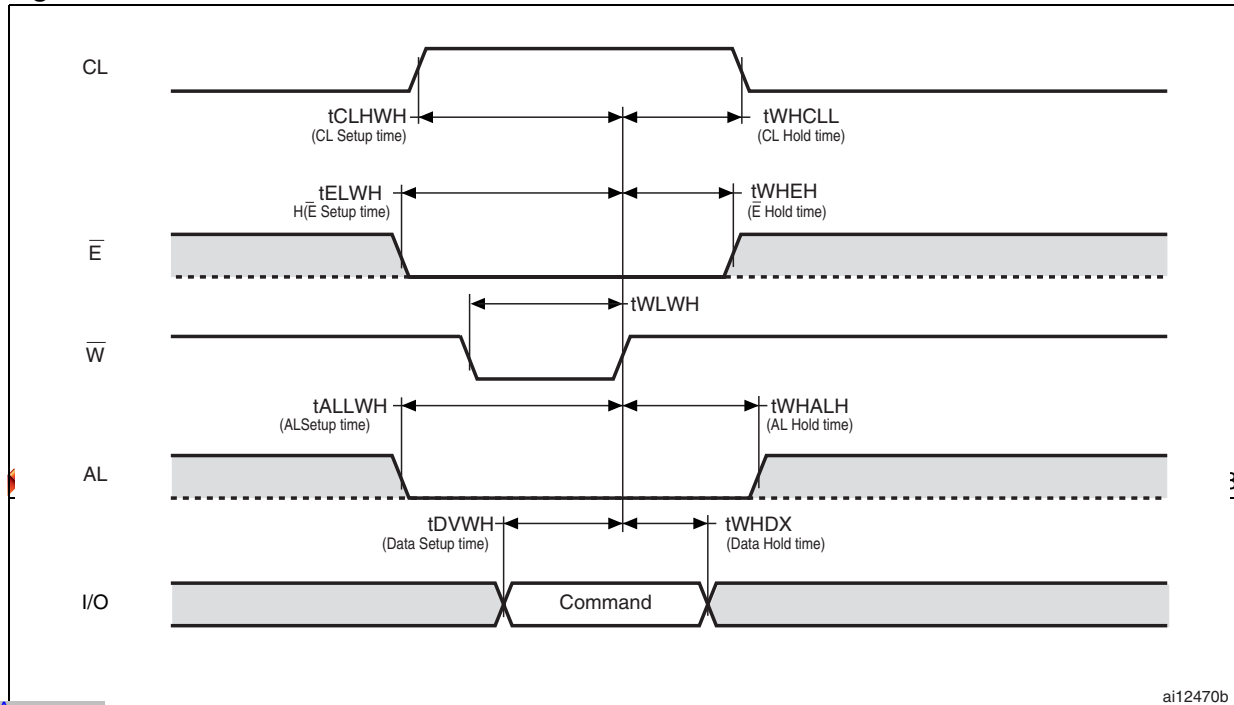 CL
tCLHWH
(CL Setup time)
tWHCLL
(CL Hold time)
tELWH
H(E̅ Setup time)
tWHEH
(E̅ Hold time)
E̅
tWLWH
W̅
tALLWH
(ALSetup time)
tWHALH
(AL Hold time)
AL
tDVWH
(Data Setup time)
tWHDX
(Data Hold time)
I/O
Command
ai12470b